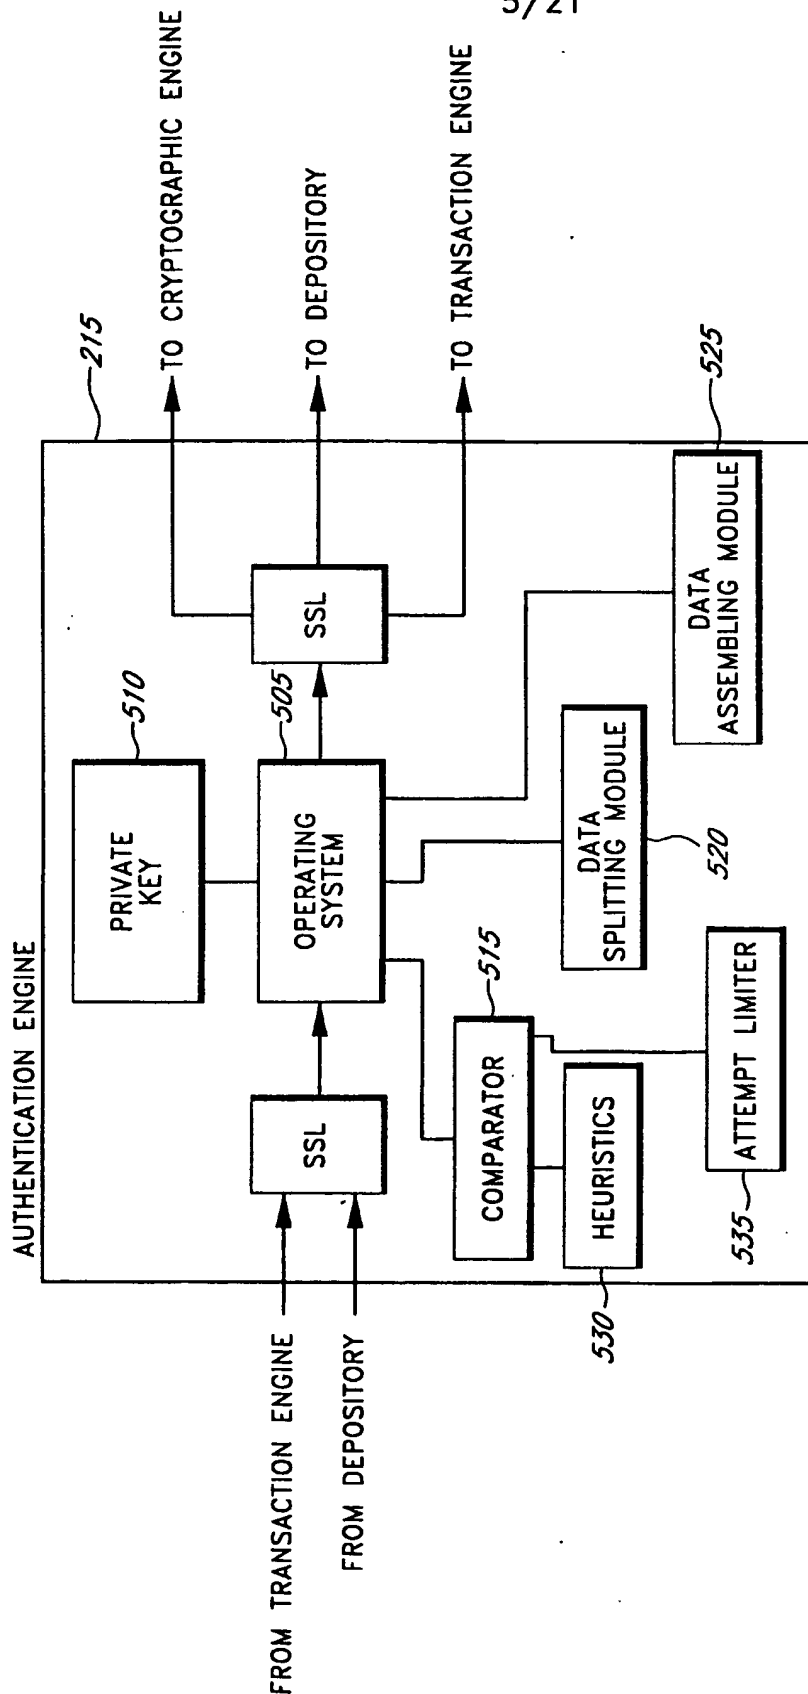 5/21
AUTHENTICATION ENGINE
215
PRIVATE
KEY
510
FROM TRANSACTION ENGINE
FROM DEPOSITORY
SSL
OPERATING
SYSTEM
505
SSL
TO CRYPTOGRAPHIC ENGINE
TO DEPOSITORY
TO TRANSACTION ENGINE
COMPARATOR
515
HEURISTICS
530
ATTEMPT LIMITER
535
DATA
SPLITTING MODULE
520
DATA
ASSEMBLING MODULE
525